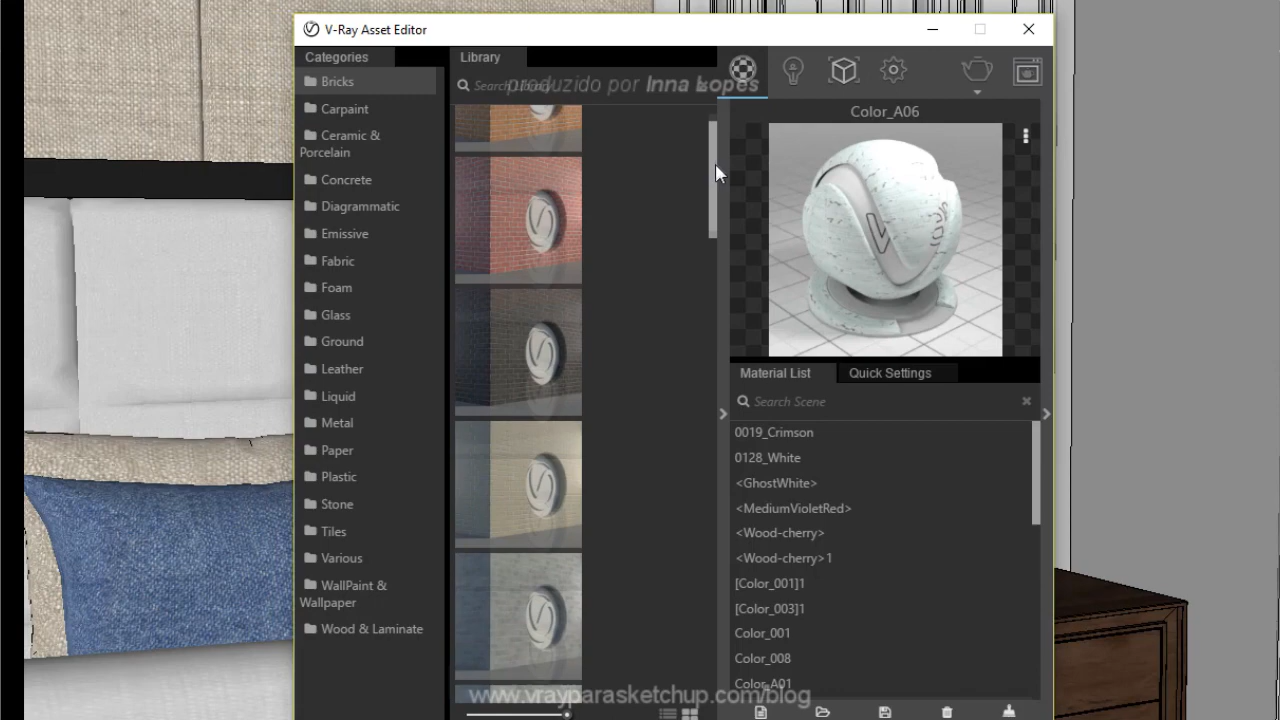 V-Ray Asset Editor
Categories
Bricks
Carpaint
Ceramic &
Porcelain
Concrete
Diagrammatic
Emissive
Fabric
Foam
Glass
Ground
Leather
Liquid
Metal
Paper
Plastic
Stone
Tiles
Various
WallPaint &
Wallpaper
Wood & Laminate
Library
Search Library
produzido por Inna Lopes
Color_A06
Material List
Quick Settings
Search Scene
0019_Crimson
0128_White
<GhostWhite>
<MediumVioletRed>
<Wood-cherry>
<Wood-cherry>1
[Color_001]1
[Color_003]1
Color_001
Color_008
Color_A01
www.vrayparasketchup.com/blog